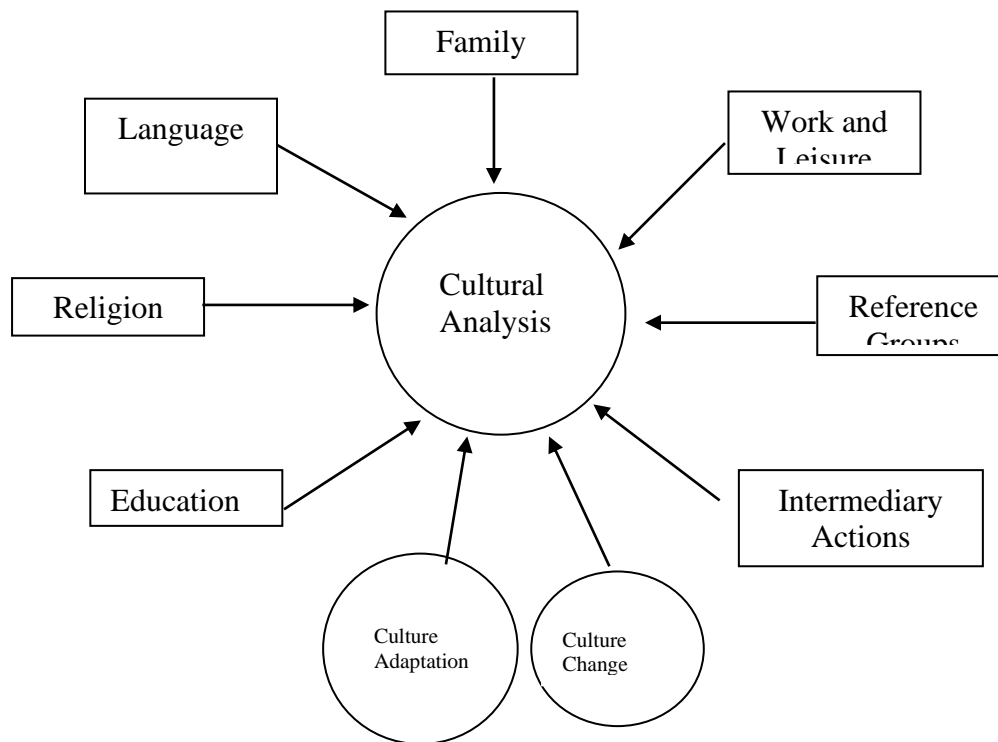 Family
Language
Work and
Leisure
Cultural
Analysis
Religion
Reference
Groups
Education
Intermediary
Actions
Culture
Adaptation
Culture
Change